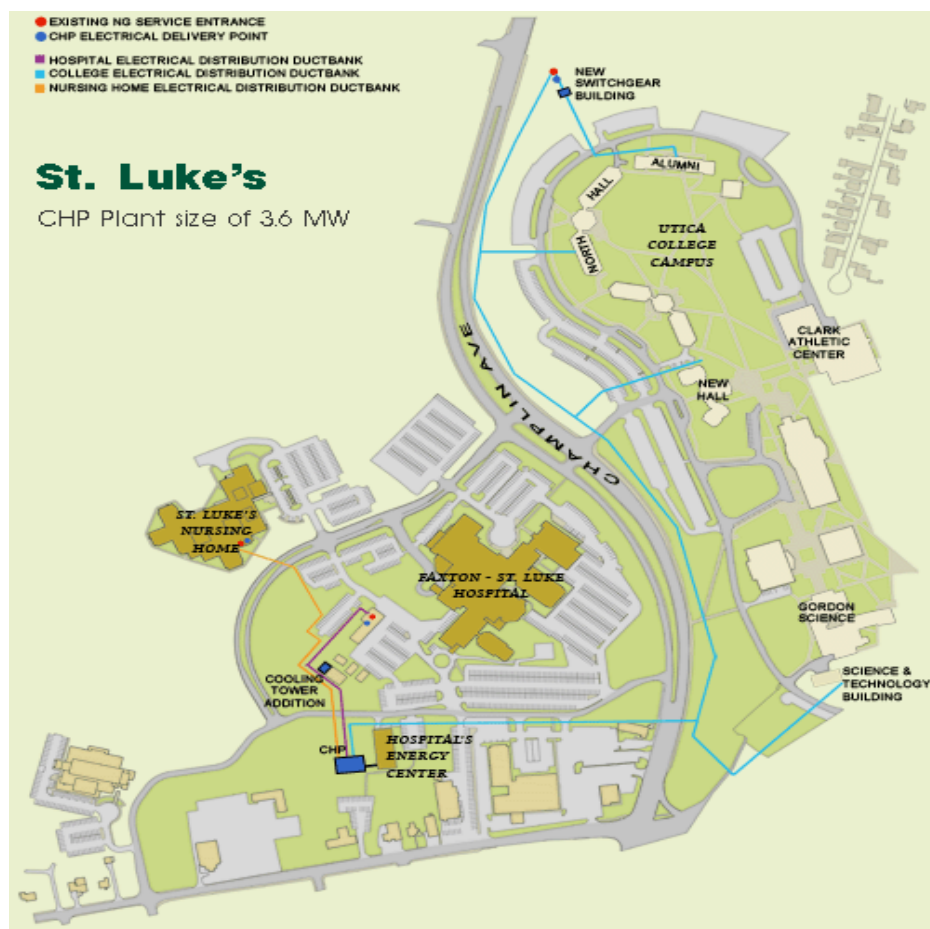 EXISTING NG SERVICE ENTRANCE
CHP ELECTRICAL DELIVERY POINT
HOSPITAL ELECTRICAL DISTRIBUTION DUCTBANK
COLLEGE ELECTRICAL DISTRIBUTION DUCTBANK
NURSING HOME ELECTRICAL DISTRIBUTION DUCTBANK
St. Luke's
CHP Plant size of 3.6 MW
NEW
SWITCHGEAR
BUILDING
ALUMNI
HALL
NORTH
UTICA
COLLEGE
CAMPUS
CLARK
ATHLETIC
CENTER
NEW
HALL
CHAMPLIN AVE
ST. LUKE'S
NURSING
HOME
FAXTON - ST. LUKE
HOSPITAL
GORDON
SCIENCE
SCIENCE &
TECHNOLOGY
BUILDING
COOLING
TOWER
ADDITION
CHP
HOSPITAL'S
ENERGY
CENTER